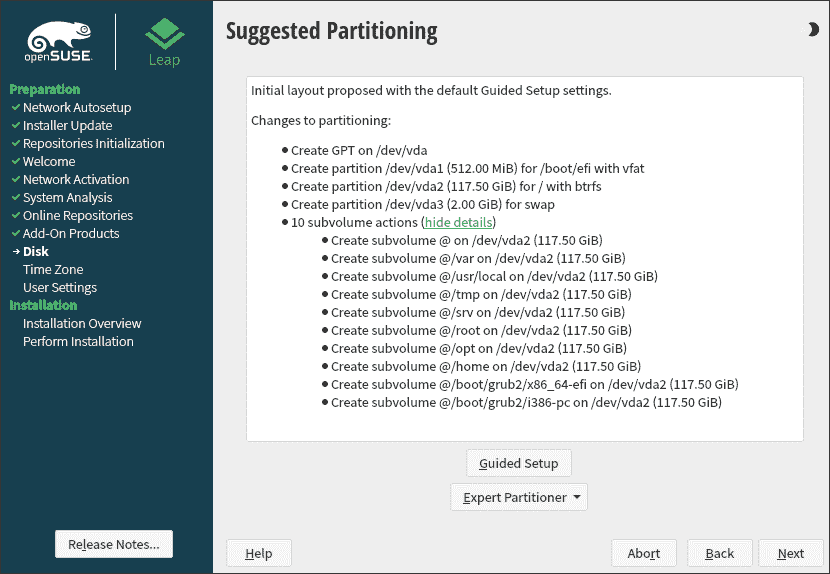 openSUSE.
Leap
Preparation
Network Autosetup
Installer Update
Repositories Initialization
Welcome
Network Activation
System Analysis
Online Repositories
Add-On Products
Disk
Time Zone
User Settings
Installation
Installation Overview
Perform Installation
Release Notes...
Suggested Partitioning
Initial layout proposed with the default Guided Setup settings.
Changes to partitioning:
Create GPT on /dev/vda
Create partition /dev/vda1 (512.00 MiB) for /boot/efi with vfat
Create partition /dev/vda2 (117.50 GiB) for / with btrfs
Create partition /dev/vda3 (2.00 GiB) for swap
10 subvolume actions (hide details)
Create subvolume @ on /dev/vda2 (117.50 GiB)
Create subvolume @/var on /dev/vda2 (117.50 GiB)
Create subvolume @/usr/local on /dev/vda2 (117.50 GiB)
Create subvolume @/tmp on /dev/vda2 (117.50 GiB)
Create subvolume @/srv on /dev/vda2 (117.50 GiB)
Create subvolume @/root on /dev/vda2 (117.50 GiB)
Create subvolume @/opt on /dev/vda2 (117.50 GiB)
Create subvolume @/home on /dev/vda2 (117.50 GiB)
Create subvolume @/boot/grub2/x86_64-efi on /dev/vda2 (117.50 GiB)
Create subvolume @/boot/grub2/i386-pc on /dev/vda2 (117.50 GiB)
Guided Setup
Expert Partitioner
Help
Abort
Back
Next